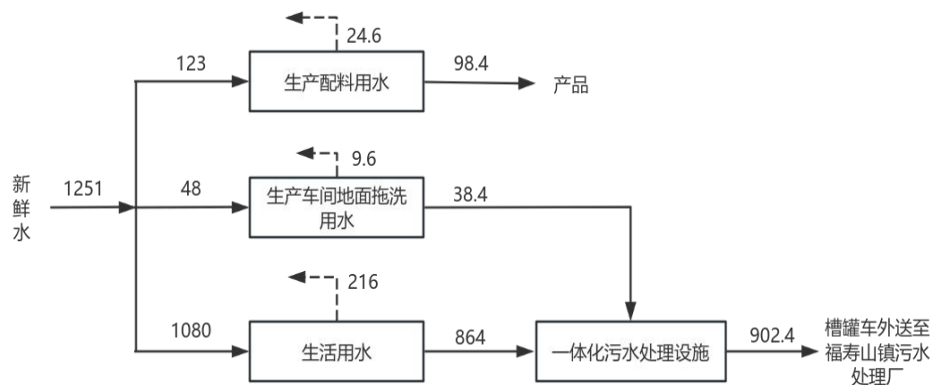 24.6
123
生产配料用水
98.4
产品
9.6
新
鲜
水
1251
48
生产车间地面拖洗
用水
38.4
216
1080
生活用水
864
一体化污水处理设施
902.4
槽罐车外送至
福寿山镇污水
处理厂